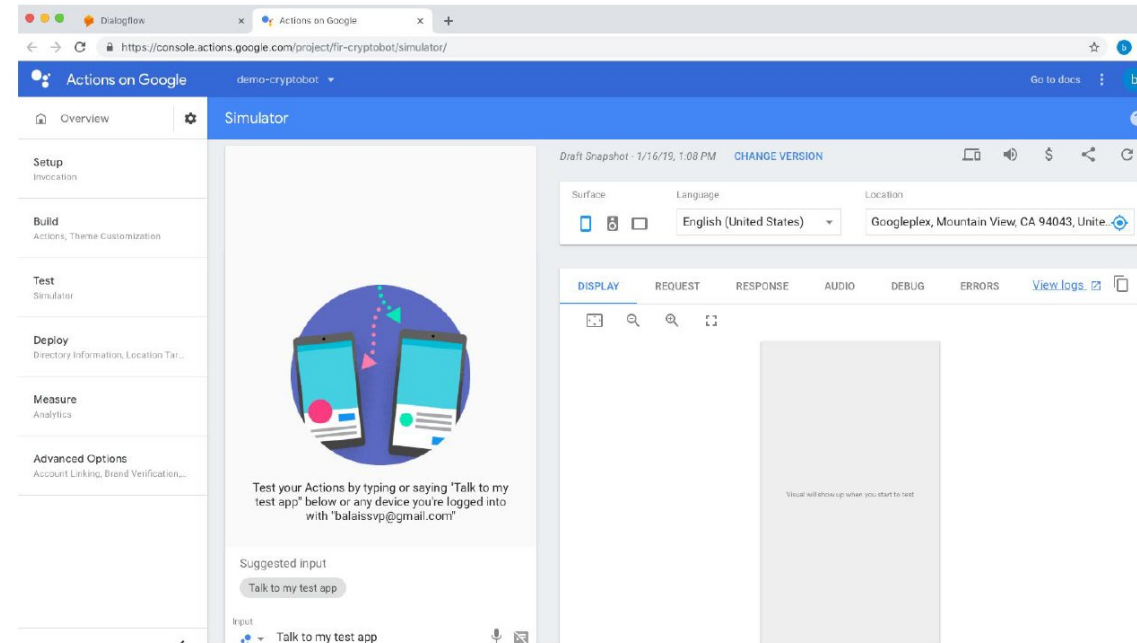 Dialogflow
Actions on Google
https://console.actions.google.com/project/fir-cryptobot/simulator/
b
Actions on Google
demo-cryptobot
Go to docs
b
Overview
Simulator
Setup
Invocation
Build
Actions, Theme Customization
Test
Simulator
Deploy
Directory Information, Location Tar...
Measure
Analytics
Advanced Options
Account Linking, Brand Verification,...
Test your Actions by typing or saying "Talk to my
test app" below or any device you're logged into
with "balaissvp@gmail.com"
Suggested input
Talk to my test app
Input
Talk to my test app
Draft Snapshot - 1/16/19, 1:08 PM
CHANGE VERSION
Surface
Language
Location
English (United States)
Googleplex, Mountain View, CA 94043, Unite...
DISPLAY
REQUEST
RESPONSE
AUDIO
DEBUG
ERRORS
View logs
Visual will show up when you start to test